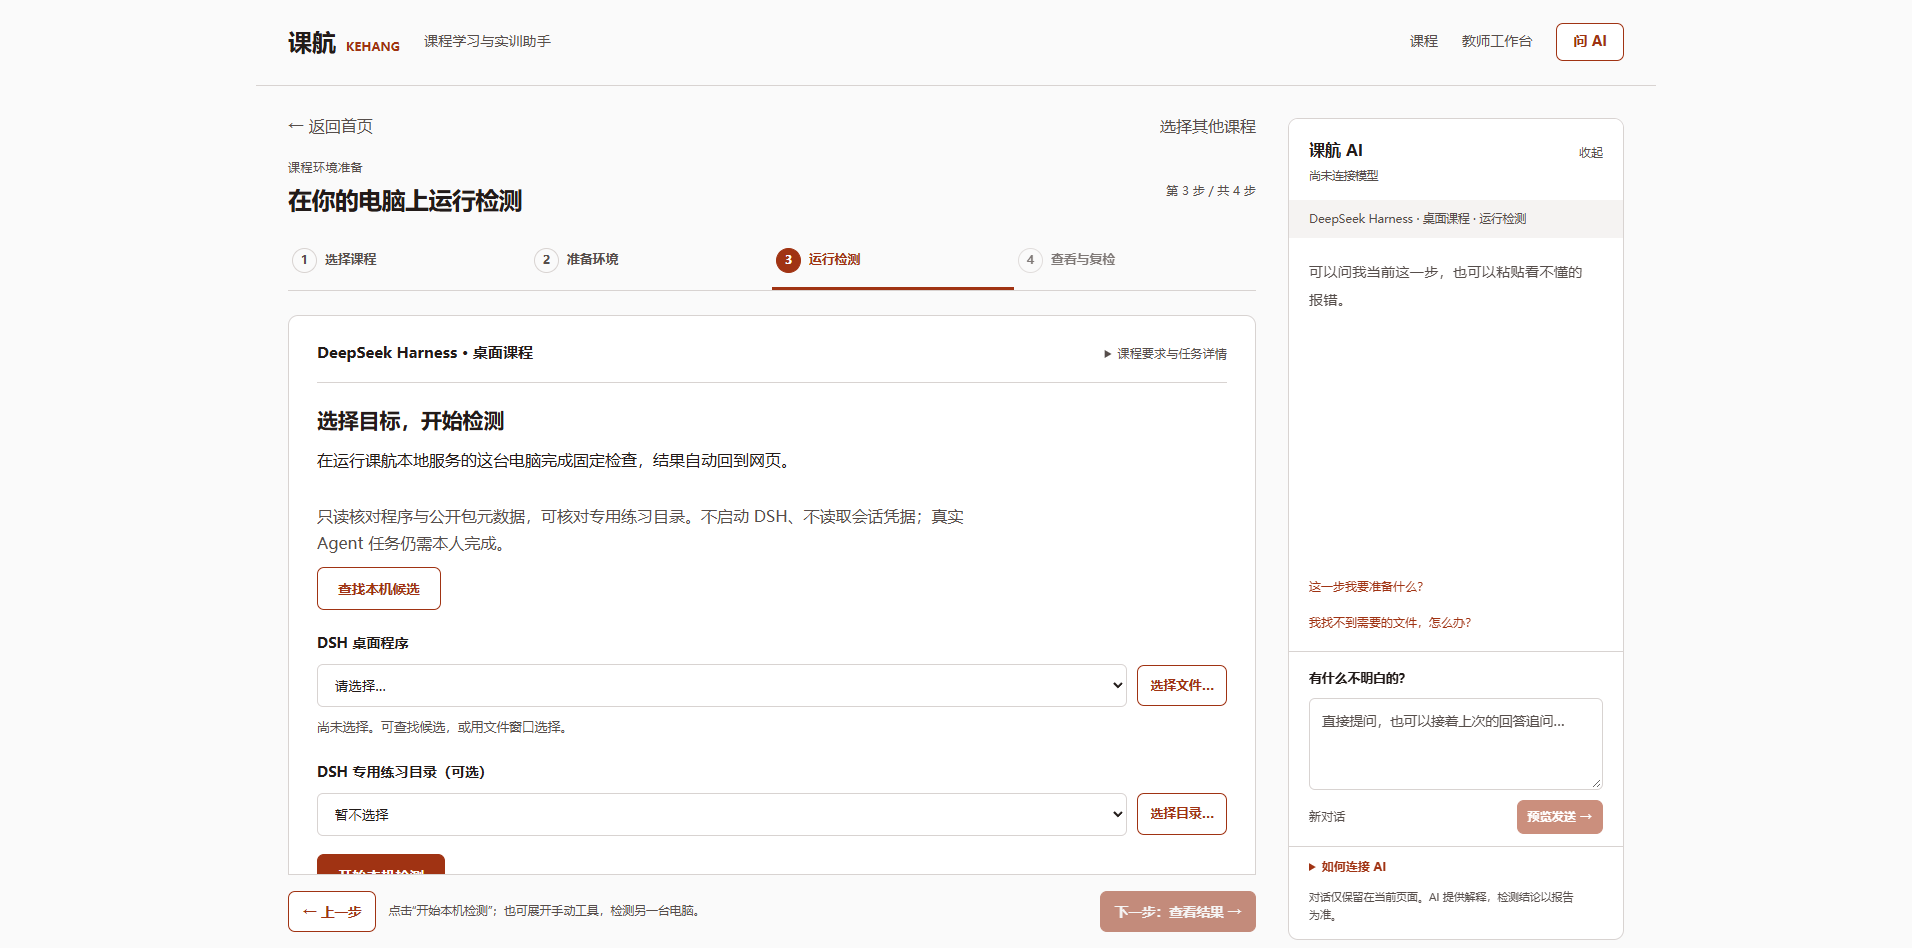 课航 KEHANG 课程学习与实训助手
课程 教师工作台 问 AI
← 返回首页 选择其他课程
课程环境准备
在你的电脑上运行检测
第 3 步 / 共 4 步
1 选择课程 2 准备环境 3 运行检测 4 查看与复检
DeepSeek Harness • 桌面课程
▶ 课程要求与任务详情
选择目标，开始检测
在运行课航本地服务的这台电脑完成固定检查，结果自动回到网页。
只读核对程序与公开包元数据，可核对专用练习目录。不启动 DSH、不读取会话凭据；真实
Agent 任务仍需本人完成。
查找本机候选
DSH 桌面程序
请选择... 选择文件...
尚未选择。可查找候选，或用文件窗口选择。
DSH 专用练习目录（可选）
暂不选择 选择目录...
开始本机检测
← 上一步 点击“开始本机检测”；也可展开手动工具，检测另一台电脑。 下一步：查看结果 →
课航 AI 收起
尚未连接模型
DeepSeek Harness · 桌面课程 · 运行检测
可以问我当前这一步，也可以粘贴看不懂的
报错。
这一步我要准备什么？
我找不到需要的文件，怎么办？
有什么不明白的？
直接提问，也可以接着上次的回答追问...
新对话 预览发送 →
▶ 如何连接 AI
对话仅保留在当前页面。AI 提供解释，检测结论以报告
为准。